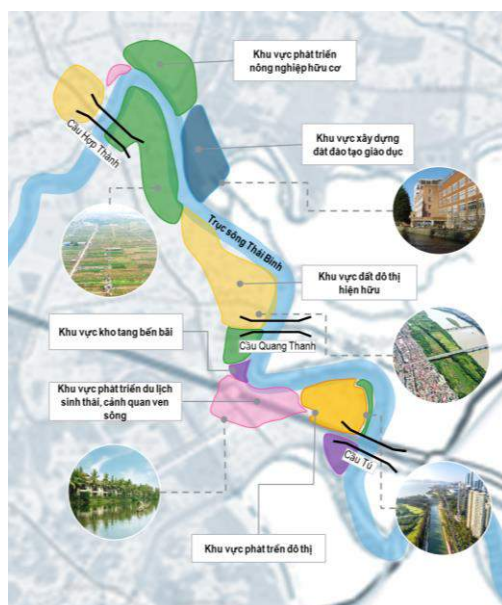 Khu vực phát triển
nông nghiệp hữu cơ
Cầu Hợp Thành
Khu vực xây dựng
đất đào tạo giáo dục
Trục sông Thái Bình
Khu vực đất đô thị
hiện hữu
Khu vực kho tang bến bãi
Cầu Quang Thanh
Khu vực phát triển du lịch
sinh thái, cảnh quan ven
sông
Cầu Tú
Khu vực phát triển đô thị